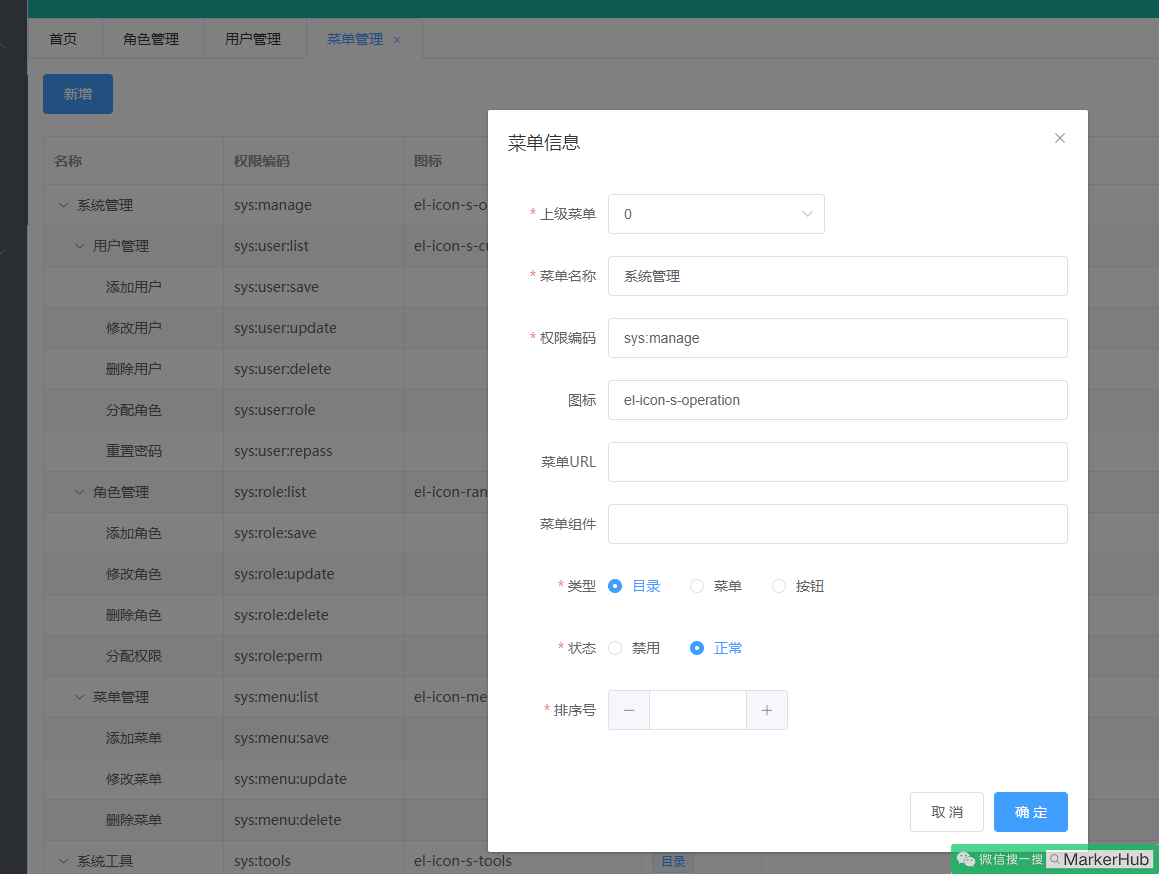 首页 角色管理 用户管理 菜单管理 ×
新增
名称 权限编码 图标
系统管理 sys:manage el-icon-s-o
用户管理 sys:user:list el-icon-s-cu
添加用户 sys:user:save
修改用户 sys:user:update
删除用户 sys:user:delete
分配角色 sys:user:role
重置密码 sys:user:repass
角色管理 sys:role:list el-icon-ran
添加角色 sys:role:save
修改角色 sys:role:update
删除角色 sys:role:delete
分配权限 sys:role:perm
菜单管理 sys:menu:list el-icon-me
添加菜单 sys:menu:save
修改菜单 sys:menu:update
删除菜单 sys:menu:delete
系统工具 sys:tools el-icon-s-tools 目录
菜单信息 ×
* 上级菜单 0
* 菜单名称 系统管理
* 权限编码 sys:manage
图标 el-icon-s-operation
菜单URL
菜单组件
* 类型 目录 菜单 按钮
* 状态 禁用 正常
* 排序号 − +
取 消 确 定
微信搜一搜 MarkerHub